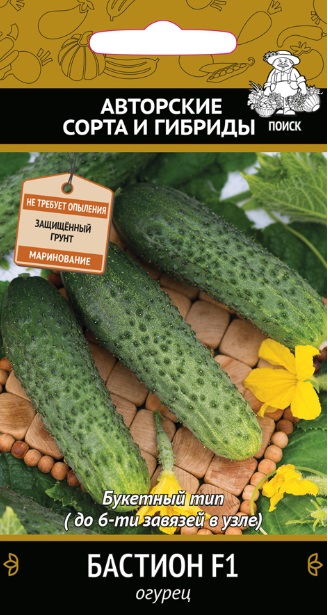 АВТОРСКИЕ
СОРТА И ГИБРИДЫ
ПОИСК
НЕ ТРЕБУЕТ ОПЫЛЕНИЯ
ЗАЩИЩЁННЫЙ
ГРУНТ
МАРИНОВАНИЕ
Букетный тип
( до 6-ти завязей в узле)
БАСТИОН F1
огурец